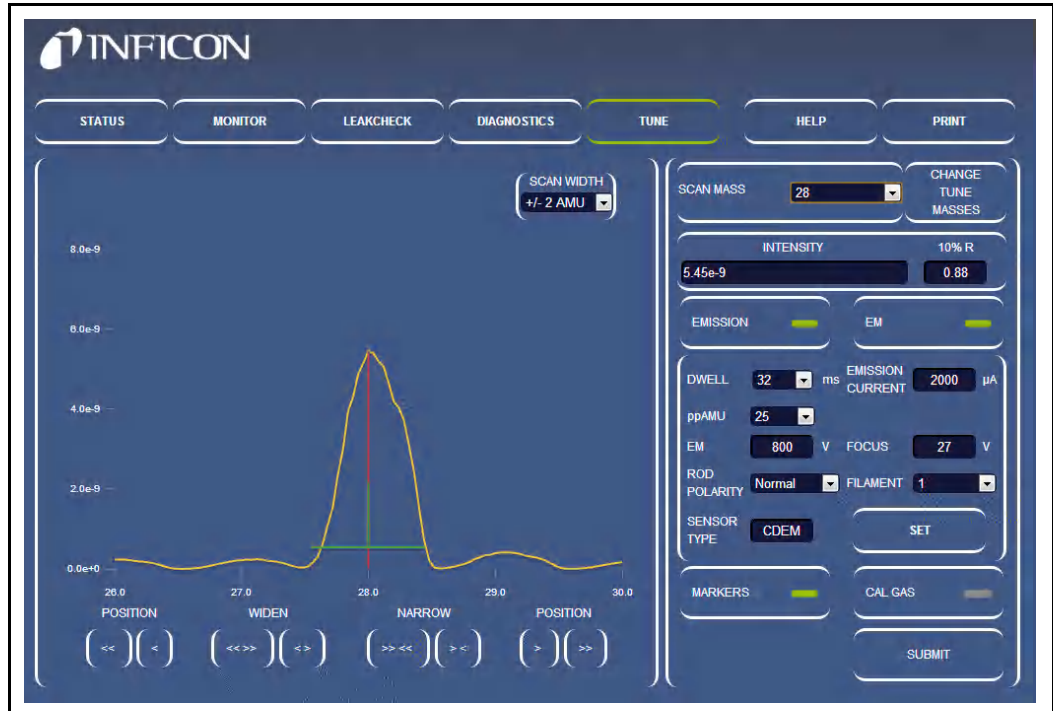 INFICON
STATUS MONITOR LEAKCHECK DIAGNOSTICS TUNE HELP PRINT
SCAN WIDTH
+/- 2 AMU
8.0e-9
6.0e-9
4.0e-9
2.0e-9
0.0e+0
26.0 27.0 28.0 29.0 30.0
POSITION WIDEN NARROW POSITION
<< < <<>> <> >><< >< > >>
SCAN MASS 28
CHANGE
TUNE
MASSES
INTENSITY 10% R
5.45e-9 0.88
EMISSION EM
DWELL 32 ms EMISSION
CURRENT 2000 µA
ppAMU 25
EM 800 V FOCUS 27 V
ROD
POLARITY Normal FILAMENT 1
SENSOR
TYPE CDEM SET
MARKERS CAL GAS
SUBMIT